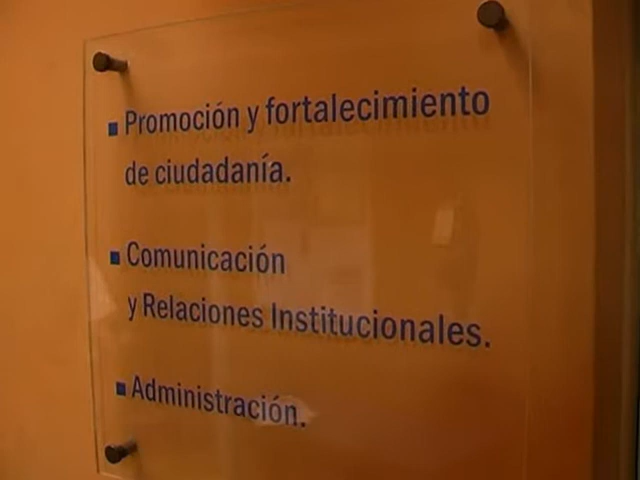 ▪ Promoción y fortalecimiento
de ciudadanía.
▪ Comunicación
y Relaciones Institucionales.
▪ Administración.